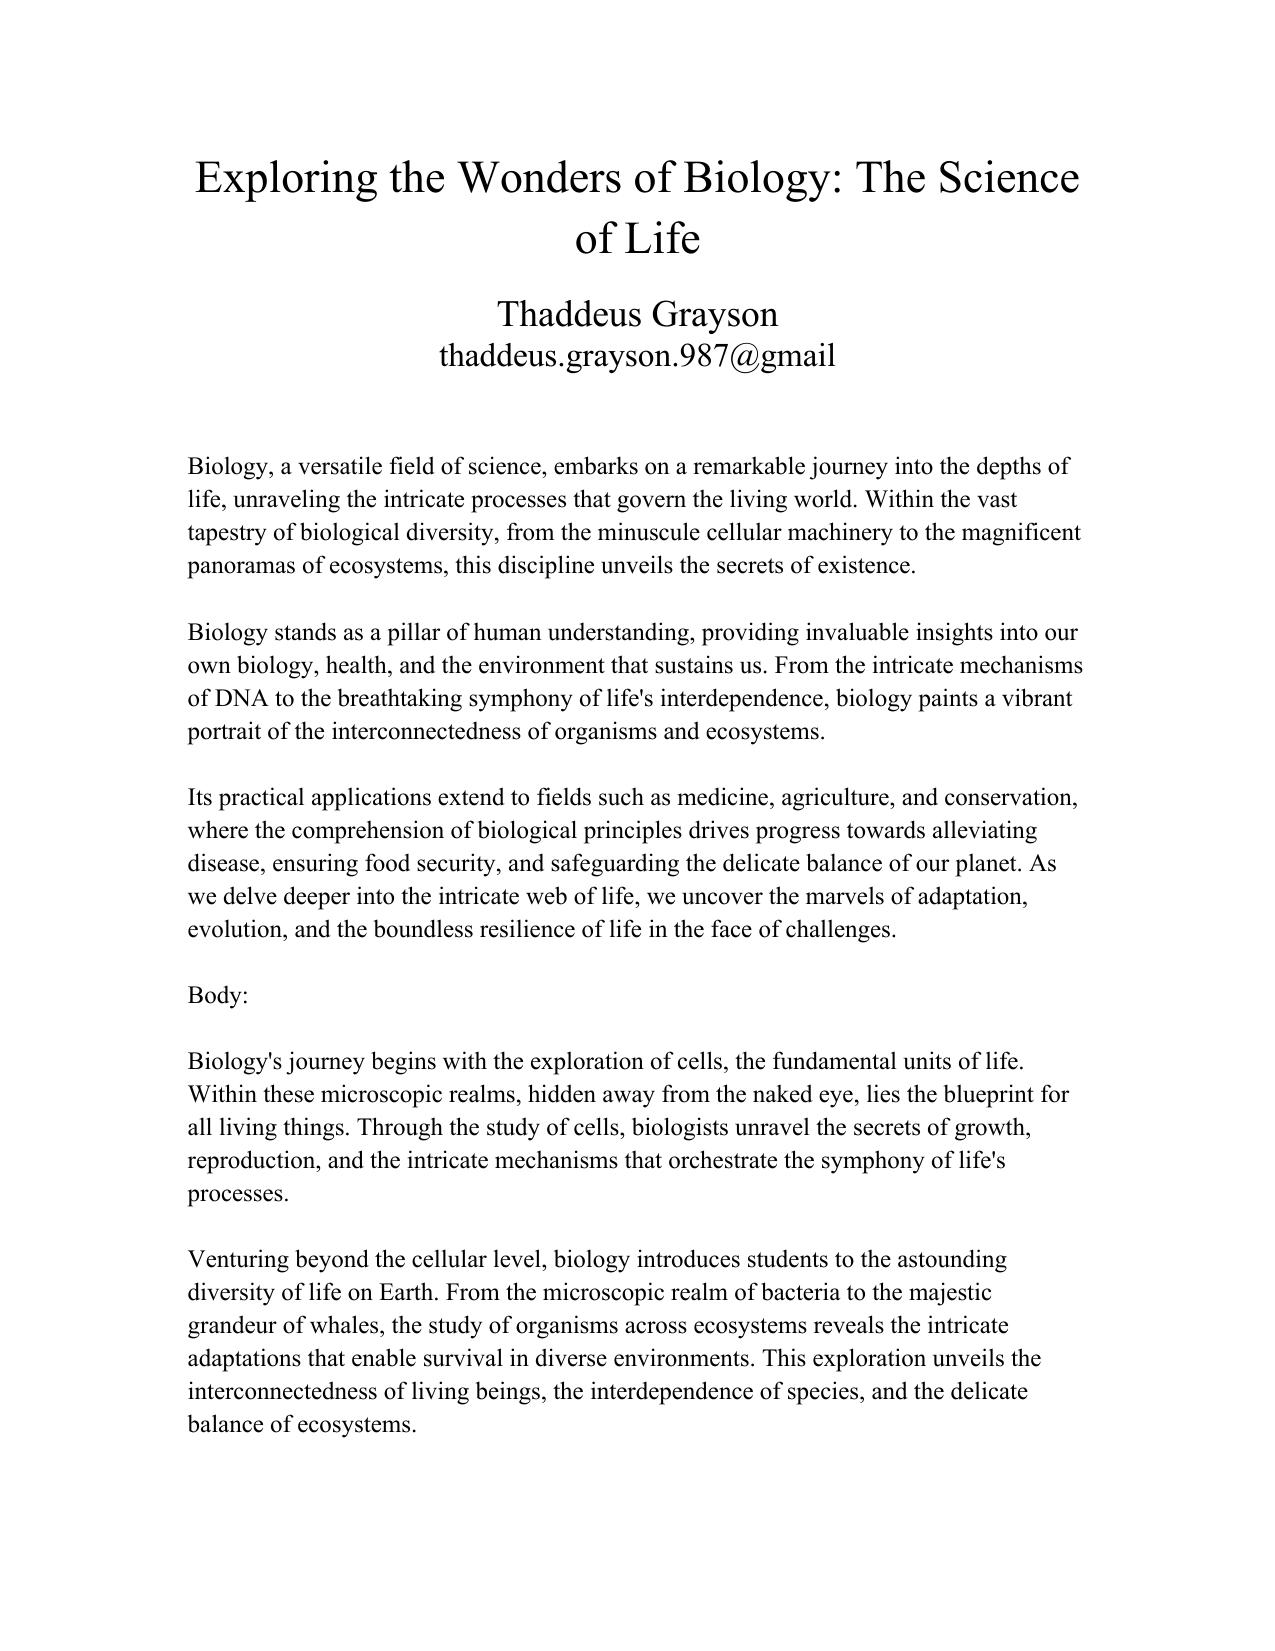 Exploring the Wonders of Biology: The Science
of Life
Thaddeus Grayson
thaddeus.grayson.987@gmail
Biology, a versatile field of science, embarks on a remarkable journey into the depths of
life, unraveling the intricate processes that govern the living world. Within the vast
tapestry of biological diversity, from the minuscule cellular machinery to the magnificent
panoramas of ecosystems, this discipline unveils the secrets of existence.
Biology stands as a pillar of human understanding, providing invaluable insights into our
own biology, health, and the environment that sustains us. From the intricate mechanisms
of DNA to the breathtaking symphony of life's interdependence, biology paints a vibrant
portrait of the interconnectedness of organisms and ecosystems.
Its practical applications extend to fields such as medicine, agriculture, and conservation,
where the comprehension of biological principles drives progress towards alleviating
disease, ensuring food security, and safeguarding the delicate balance of our planet. As
we delve deeper into the intricate web of life, we uncover the marvels of adaptation,
evolution, and the boundless resilience of life in the face of challenges.
Body:
Biology's journey begins with the exploration of cells, the fundamental units of life.
Within these microscopic realms, hidden away from the naked eye, lies the blueprint for
all living things. Through the study of cells, biologists unravel the secrets of growth,
reproduction, and the intricate mechanisms that orchestrate the symphony of life's
processes.
Venturing beyond the cellular level, biology introduces students to the astounding
diversity of life on Earth. From the microscopic realm of bacteria to the majestic
grandeur of whales, the study of organisms across ecosystems reveals the intricate
adaptations that enable survival in diverse environments. This exploration unveils the
interconnectedness of living beings, the interdependence of species, and the delicate
balance of ecosystems.